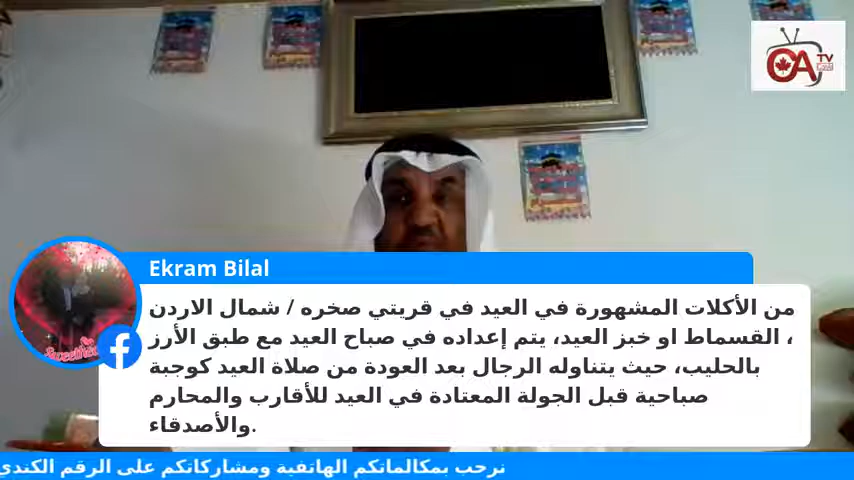 CA
TV
Ekram Bilal
من الأكلات المشهورة في العيد في قريتي صخره / شمال الاردن
، القسماط او خبز العيد، يتم إعداده في صباح العيد مع طبق الأرز
بالحليب، حيث يتناوله الرجال بعد العودة من صلاة العيد كوجبة
صباحية قبل الجولة المعتادة في العيد للأقارب والمحارم
والأصدقاء.
نرحب بمكالماتكم الهاتفية ومشاركاتكم على الرقم الكندي